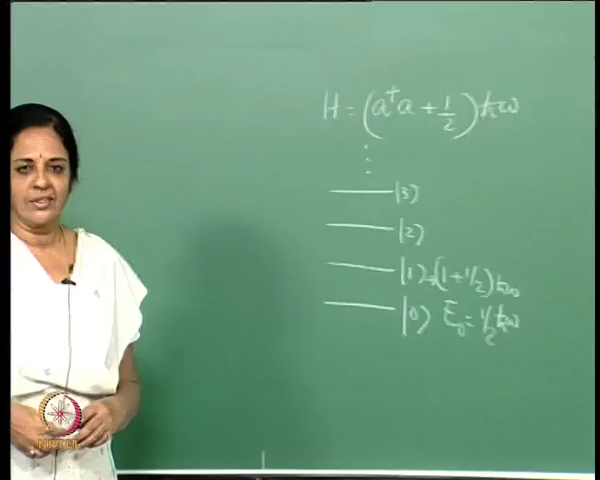 H = (a†a + 1/2) ħω
⋮
|3⟩
|2⟩
|1⟩→(1+1/2)ħω
|0⟩ E₀ = 1/2 ħω
NPTEL